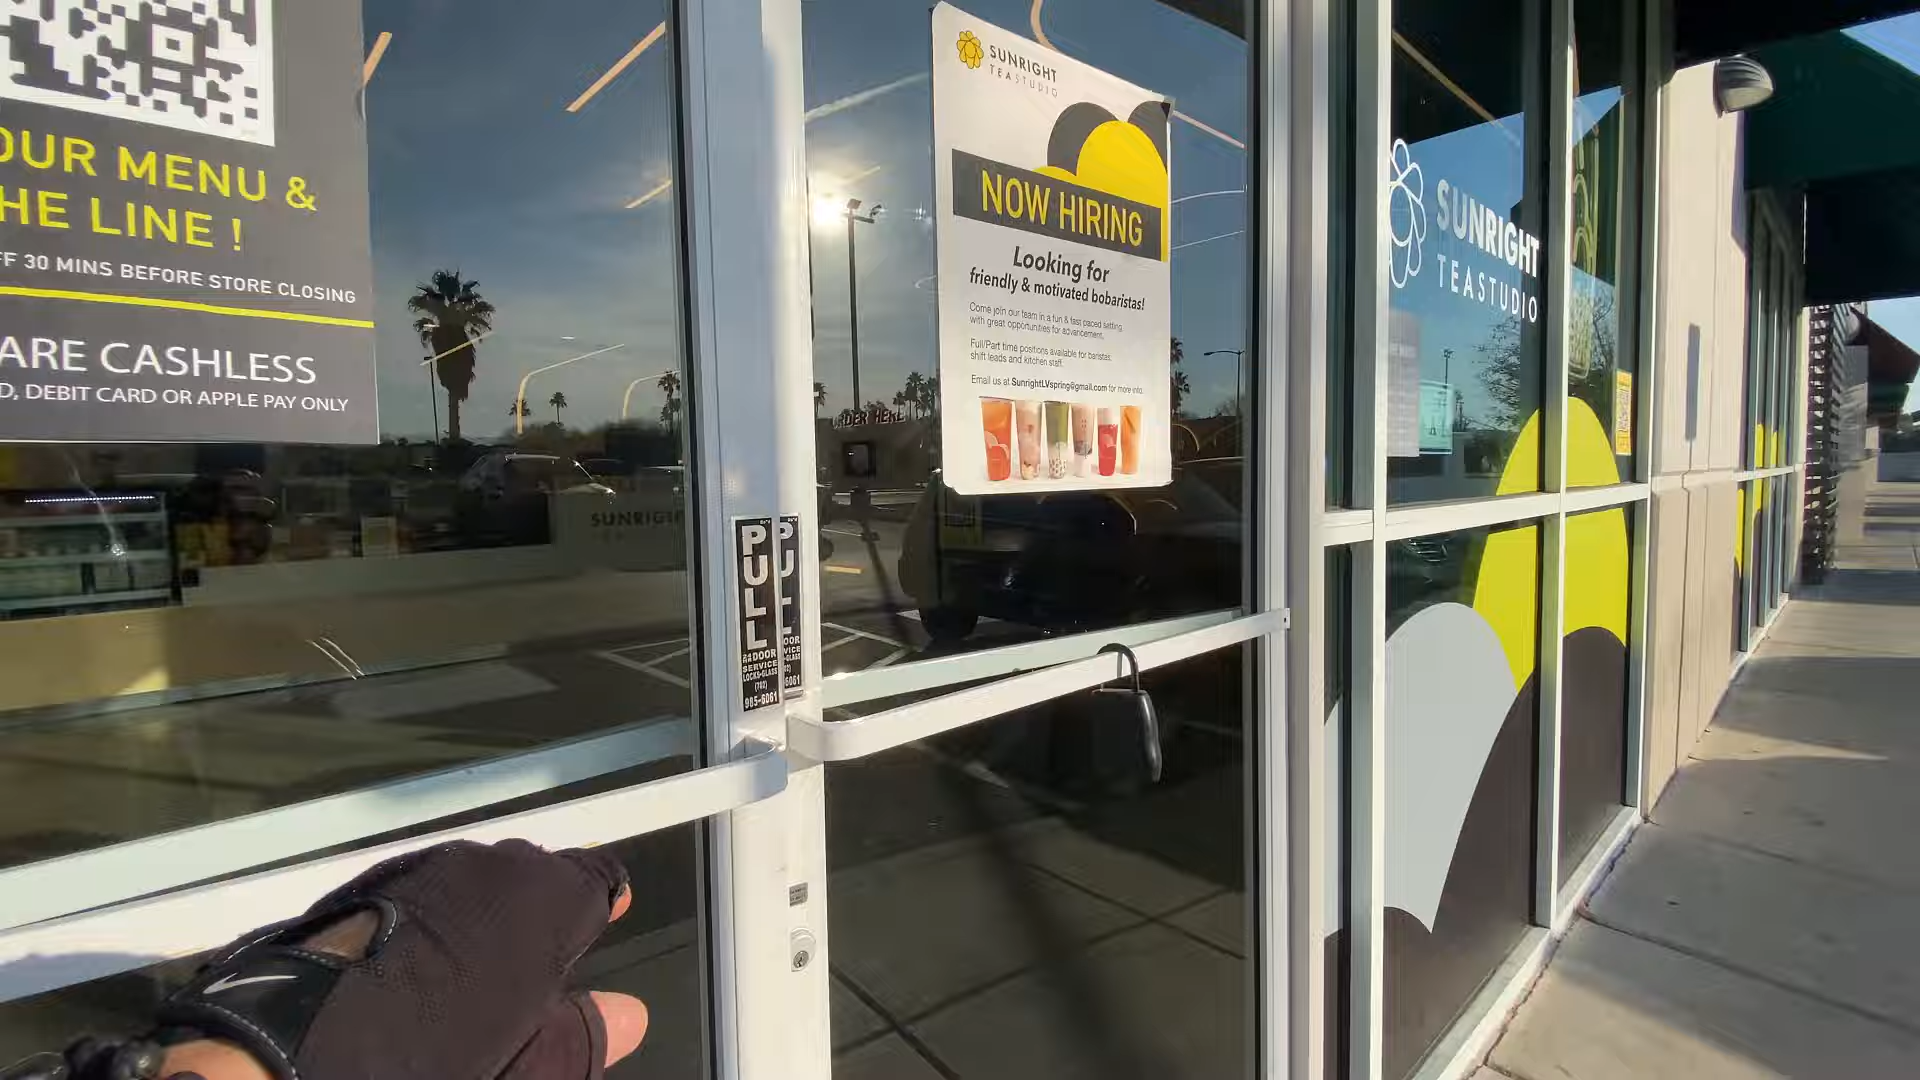 OUR MENU &
HE LINE !
FF 30 MINS BEFORE STORE CLOSING
ARE CASHLESS
D, DEBIT CARD OR APPLE PAY ONLY
SUNRIGHT
TEASTUDIO
NOW HIRING
Looking for
friendly & motivated bobaristas!
Come join our team in a fun & fast paced setting
with great opportunities for advancement.
Full/Part time positions available for baristas,
shift leads and kitchen staff.
Email us at SunrightLVspring@gmail.com for more info.
ORDER HERE
SUNRIGH
PULL
DOOR
SERVICE
LOCKS-GLASS
(702)
985-6061
SUNRIGHT
TEASTUDIO